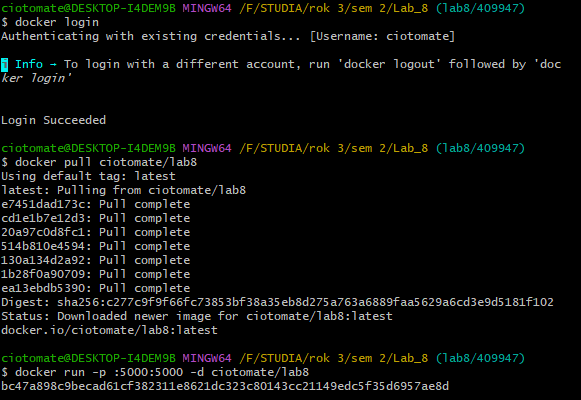 ciotomate@DESKTOP-I4DEM9B MINGW64 /F/STUDIA/rok 3/sem 2/Lab_8 (lab8/409947)
$ docker login
Authenticating with existing credentials... [Username: ciotomate]
i Info → To login with a different account, run 'docker logout' followed by 'doc
ker login'
Login Succeeded
ciotomate@DESKTOP-I4DEM9B MINGW64 /F/STUDIA/rok 3/sem 2/Lab_8 (lab8/409947)
$ docker pull ciotomate/lab8
Using default tag: latest
latest: Pulling from ciotomate/lab8
e7451dad173c: Pull complete
cd1e1b7e12d3: Pull complete
20a97c0d8fc1: Pull complete
514b810e4594: Pull complete
130a134d2a92: Pull complete
1b28f0a90709: Pull complete
ea13ebdb5390: Pull complete
Digest: sha256:c277c9f9f66fc73853bf38a35eb8d275a763a6889faa5629a6cd3e9d5181f102
Status: Downloaded newer image for ciotomate/lab8:latest
docker.io/ciotomate/lab8:latest
ciotomate@DESKTOP-I4DEM9B MINGW64 /F/STUDIA/rok 3/sem 2/Lab_8 (lab8/409947)
$ docker run -p :5000:5000 -d ciotomate/lab8
bc47a898c9becad61cf382311e8621dc323c80143cc21149edc5f35d6957ae8d